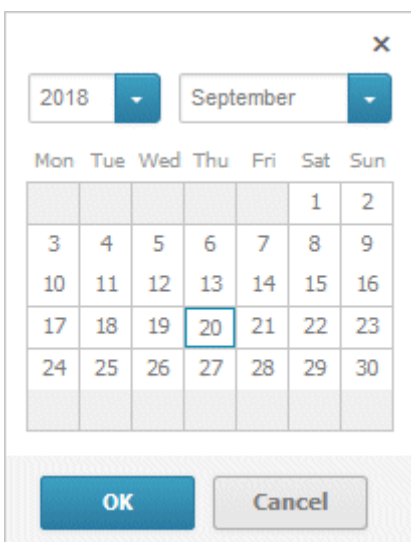 ×
2018 September
Mon Tue Wed Thu Fri Sat Sun
1 2
3 4 5 6 7 8 9
10 11 12 13 14 15 16
17 18 19 20 21 22 23
24 25 26 27 28 29 30
OK Cancel